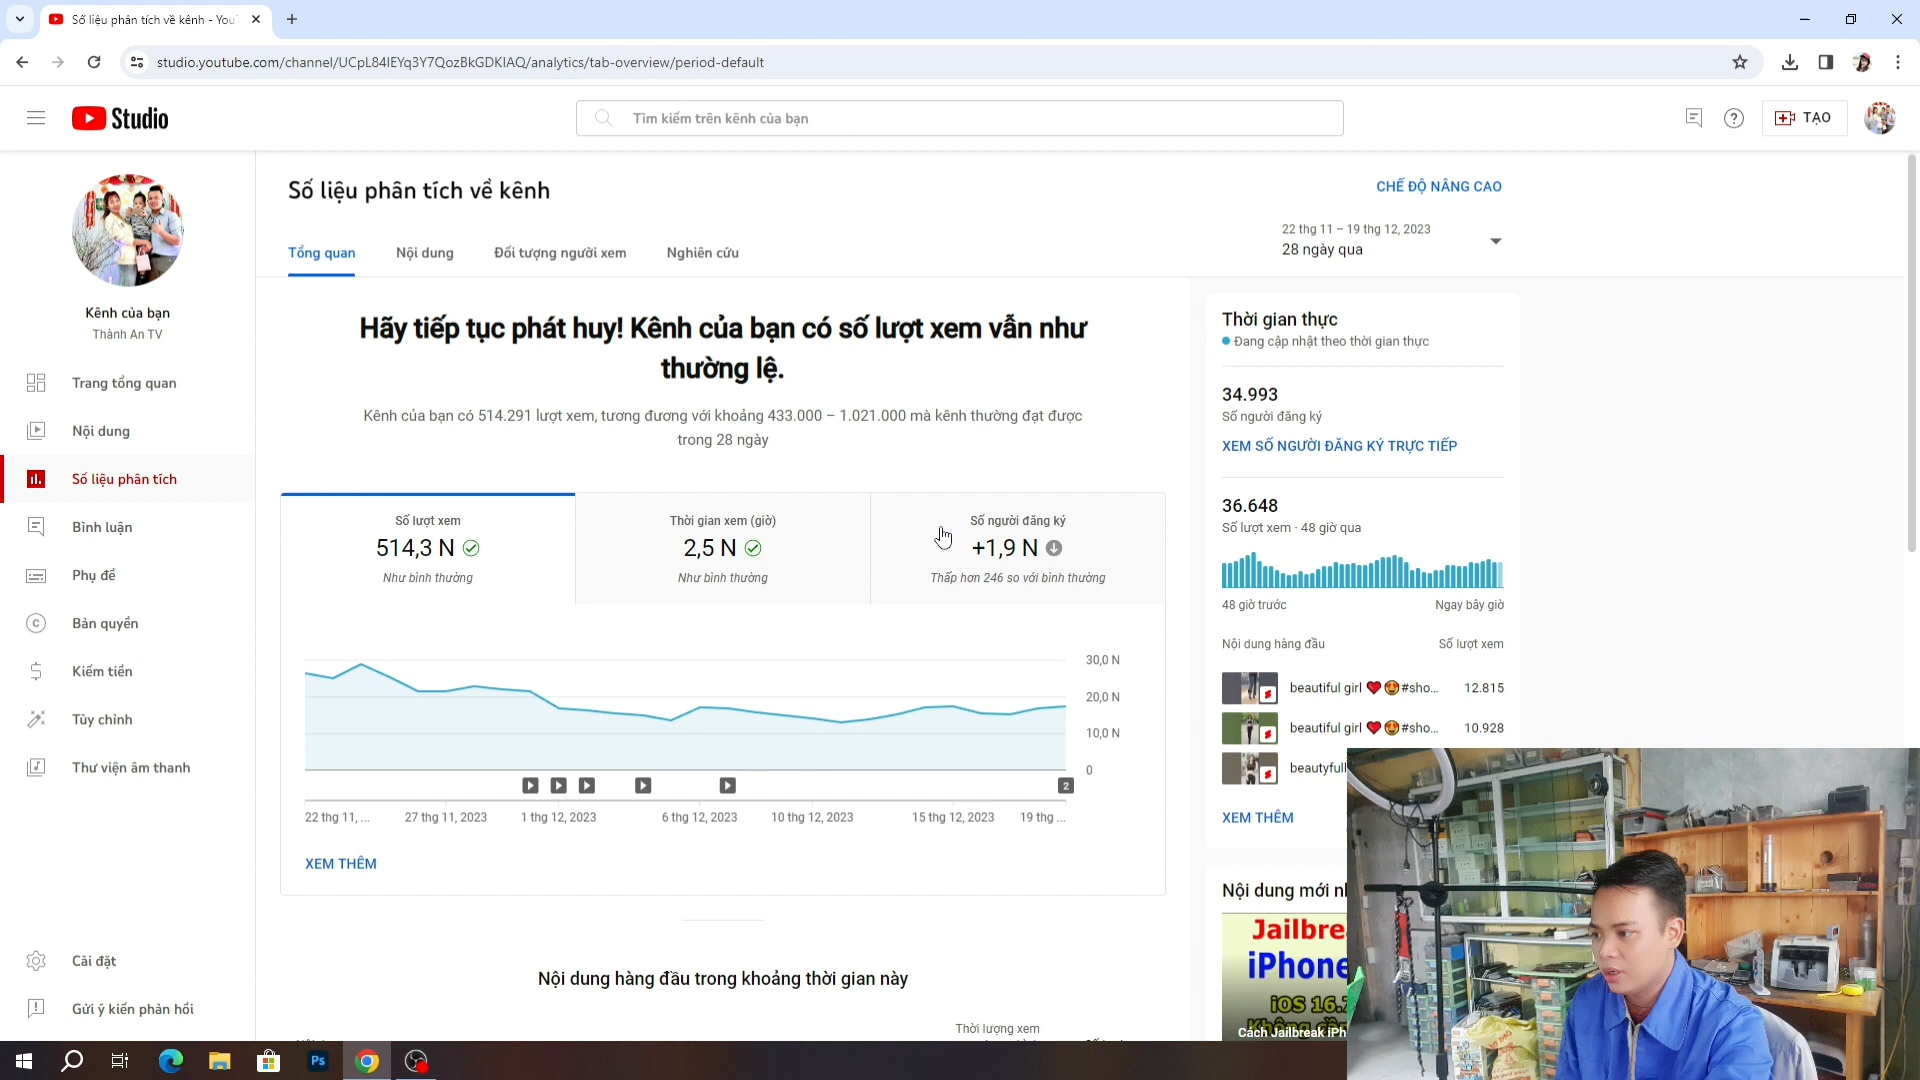 Số liệu phân tích về kênh - You
studio.youtube.com/channel/UCpL84IEYq3Y7QozBkGDKIAQ/analytics/tab-overview/period-default
Studio
Tìm kiếm trên kênh của bạn
TẠO
Kênh của bạn
Thành An TV
Trang tổng quan
Nội dung
Số liệu phân tích
Bình luận
Phụ đề
Bản quyền
Kiếm tiền
Tùy chỉnh
Thư viện âm thanh
Cài đặt
Gửi ý kiến phản hồi
Số liệu phân tích về kênh
CHẾ ĐỘ NÂNG CAO
Tổng quan
Nội dung
Đối tượng người xem
Nghiên cứu
22 thg 11 – 19 thg 12, 2023
28 ngày qua
Hãy tiếp tục phát huy! Kênh của bạn có số lượt xem vẫn như
thường lệ.
Kênh của bạn có 514.291 lượt xem, tương đương với khoảng 433.000 – 1.021.000 mà kênh thường đạt được
trong 28 ngày
Số lượt xem
514,3 N
Như bình thường
Thời gian xem (giờ)
2,5 N
Như bình thường
Số người đăng ký
+1,9 N
Thấp hơn 246 so với bình thường
30,0 N
20,0 N
10,0 N
0
2
22 thg 11, ...
27 thg 11, 2023
1 thg 12, 2023
6 thg 12, 2023
10 thg 12, 2023
15 thg 12, 2023
19 thg ...
XEM THÊM
Nội dung hàng đầu trong khoảng thời gian này
Thời lượng xem
Thời gian thực
Đang cập nhật theo thời gian thực
34.993
Số người đăng ký
XEM SỐ NGƯỜI ĐĂNG KÝ TRỰC TIẾP
36.648
Số lượt xem · 48 giờ qua
48 giờ trước
Ngay bây giờ
Nội dung hàng đầu
Số lượt xem
beautiful girl ❤️😍#sho...
12.815
beautiful girl ❤️😍#sho...
10.928
beautyfull
XEM THÊM
Nội dung mới
Jailbre
iPhone
iOS 16.
Không
Cách Jailbreak iPh
Ps